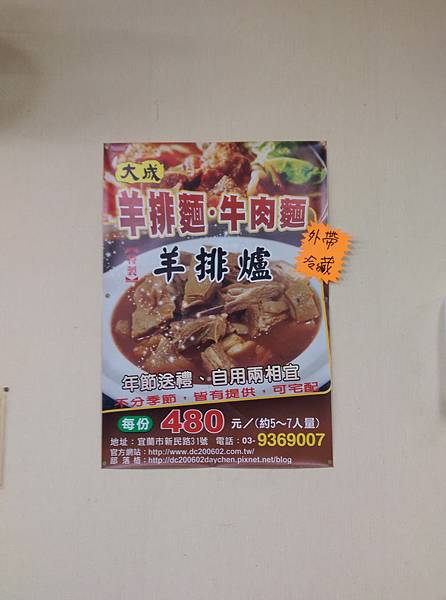 大成
羊排麵·牛肉麵
【特製】
羊排爐
外帶
冷藏
年節送禮、自用兩相宜
不分季節，皆有提供，可宅配
每份 480 元／(約5～7人量)
地址：宜蘭市新民路31號 電話：03-9369007
官方網站：http://www.dc200602.com.tw/
部落格：http://dc200602daychen.pixnet.net/blog